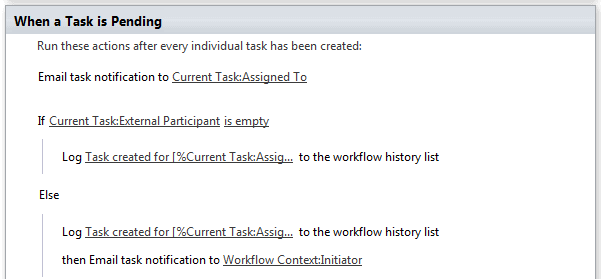 When a Task is Pending
Run these actions after every individual task has been created:
Email task notification to Current Task:Assigned To
If Current Task:External Participant is empty
Log Task created for [%Current Task:Assig... to the workflow history list
Else
Log Task created for [%Current Task:Assig... to the workflow history list
then Email task notification to Workflow Context:Initiator